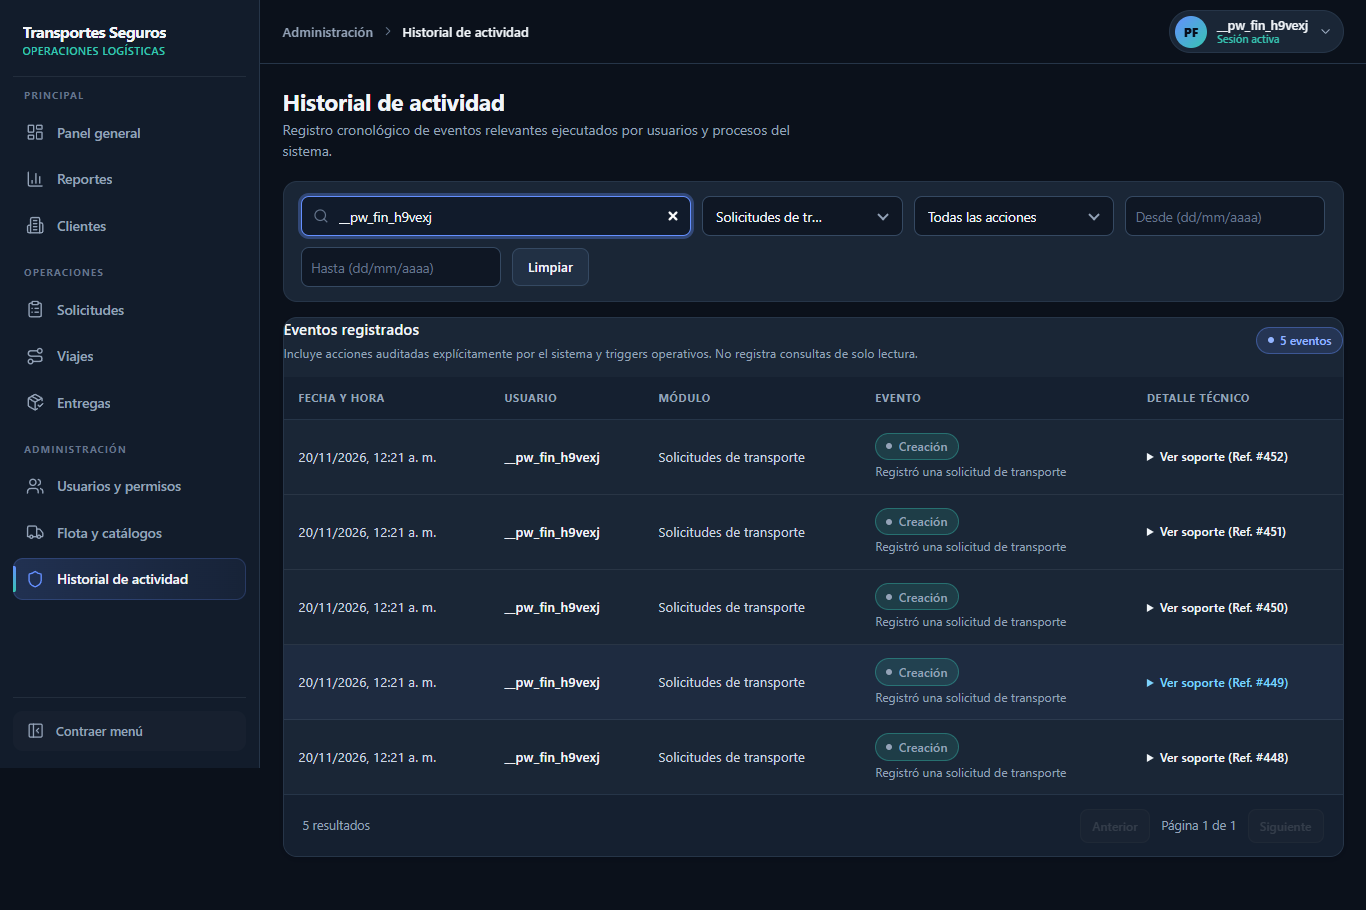 Transportes Seguros
OPERACIONES LOGÍSTICAS
PRINCIPAL
Panel general
Reportes
Clientes
OPERACIONES
Solicitudes
Viajes
Entregas
ADMINISTRACIÓN
Usuarios y permisos
Flota y catálogos
Historial de actividad
Contraer menú
Administración > Historial de actividad
PF
__pw_fin_h9vexj
Sesión activa
Historial de actividad
Registro cronológico de eventos relevantes ejecutados por usuarios y procesos del
sistema.
__pw_fin_h9vexj
Solicitudes de tr...
Todas las acciones
Desde (dd/mm/aaaa)
Hasta (dd/mm/aaaa)
Limpiar
Eventos registrados
Incluye acciones auditadas explícitamente por el sistema y triggers operativos. No registra consultas de solo lectura.
5 eventos
FECHA Y HORA USUARIO MÓDULO EVENTO DETALLE TÉCNICO
20/11/2026, 12:21 a. m. __pw_fin_h9vexj Solicitudes de transporte Creación Ver soporte (Ref. #452)
Registró una solicitud de transporte
20/11/2026, 12:21 a. m. __pw_fin_h9vexj Solicitudes de transporte Creación Ver soporte (Ref. #451)
Registró una solicitud de transporte
20/11/2026, 12:21 a. m. __pw_fin_h9vexj Solicitudes de transporte Creación Ver soporte (Ref. #450)
Registró una solicitud de transporte
20/11/2026, 12:21 a. m. __pw_fin_h9vexj Solicitudes de transporte Creación Ver soporte (Ref. #449)
Registró una solicitud de transporte
20/11/2026, 12:21 a. m. __pw_fin_h9vexj Solicitudes de transporte Creación Ver soporte (Ref. #448)
Registró una solicitud de transporte
5 resultados
Anterior Página 1 de 1 Siguiente